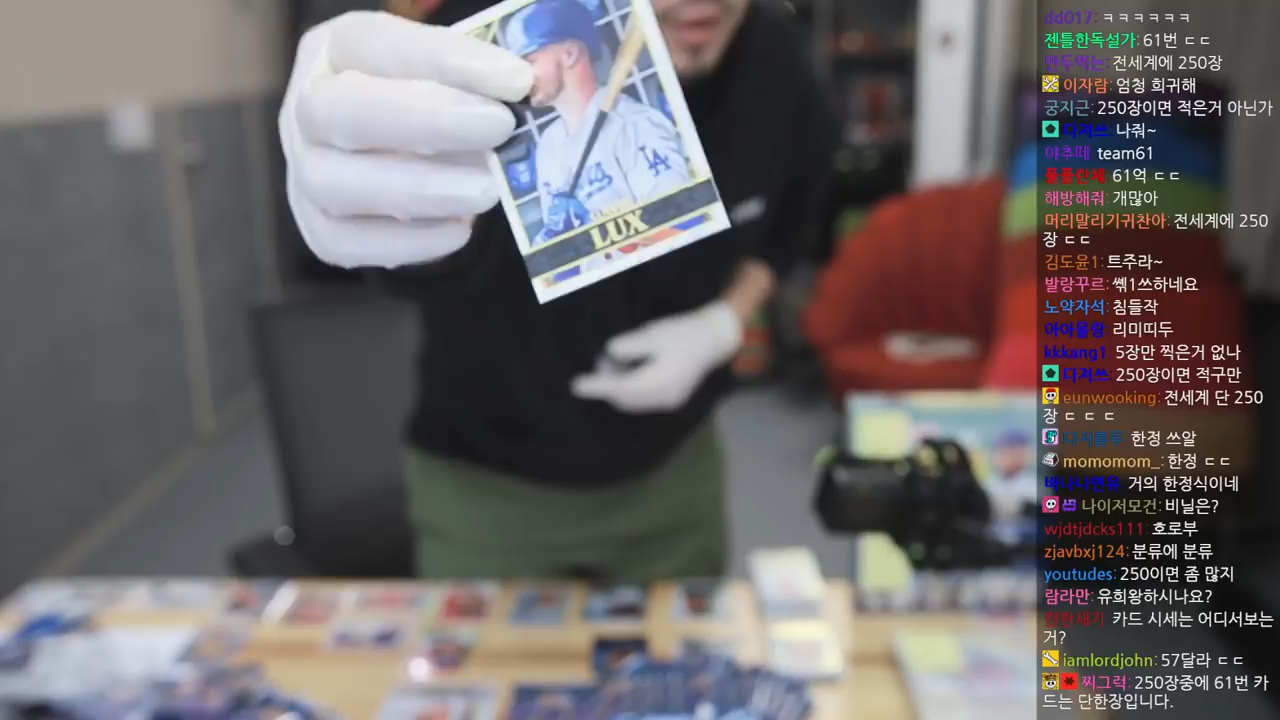 LA
LUX
dd017: ㅋㅋㅋㅋㅋㅋ
젠틀한독설가: 61번 ㄷㄷ
전세계에 250장
이자람: 엄청 희귀해
궁지근: 250장이면 적은거 아닌가
나줘~
야추떼 team61
61억 ㄷㄷ
해방해줘: 개많아
머리말리기귀찬아: 전세계에 250
장 ㄷㄷ
김도윤1: 트주라~
발랑꾸르: 쎾1쓰하네요
노약자석: 침들작
리미띠두
kkkang1 5장만 찍은거 없나
250장이면 적구만
eunwooking: 전세계 단 250
장 ㄷ ㄷ ㄷ
한정 쓰알
momomom_: 한정 ㄷㄷ
바나나연유 거의 한정식이네
나이저모건: 비닐은?
wjdtjdcks111: 호로부
zjavbxj124: 분류에 분류
youtudes: 250이면 좀 많지
람라만: 유희왕하시나요?
카드 시세는 어디서보는
거?
iamlordjohn: 57달라 ㄷㄷ
찌그럭: 250장중에 61번 카
드는 단한장입니다.